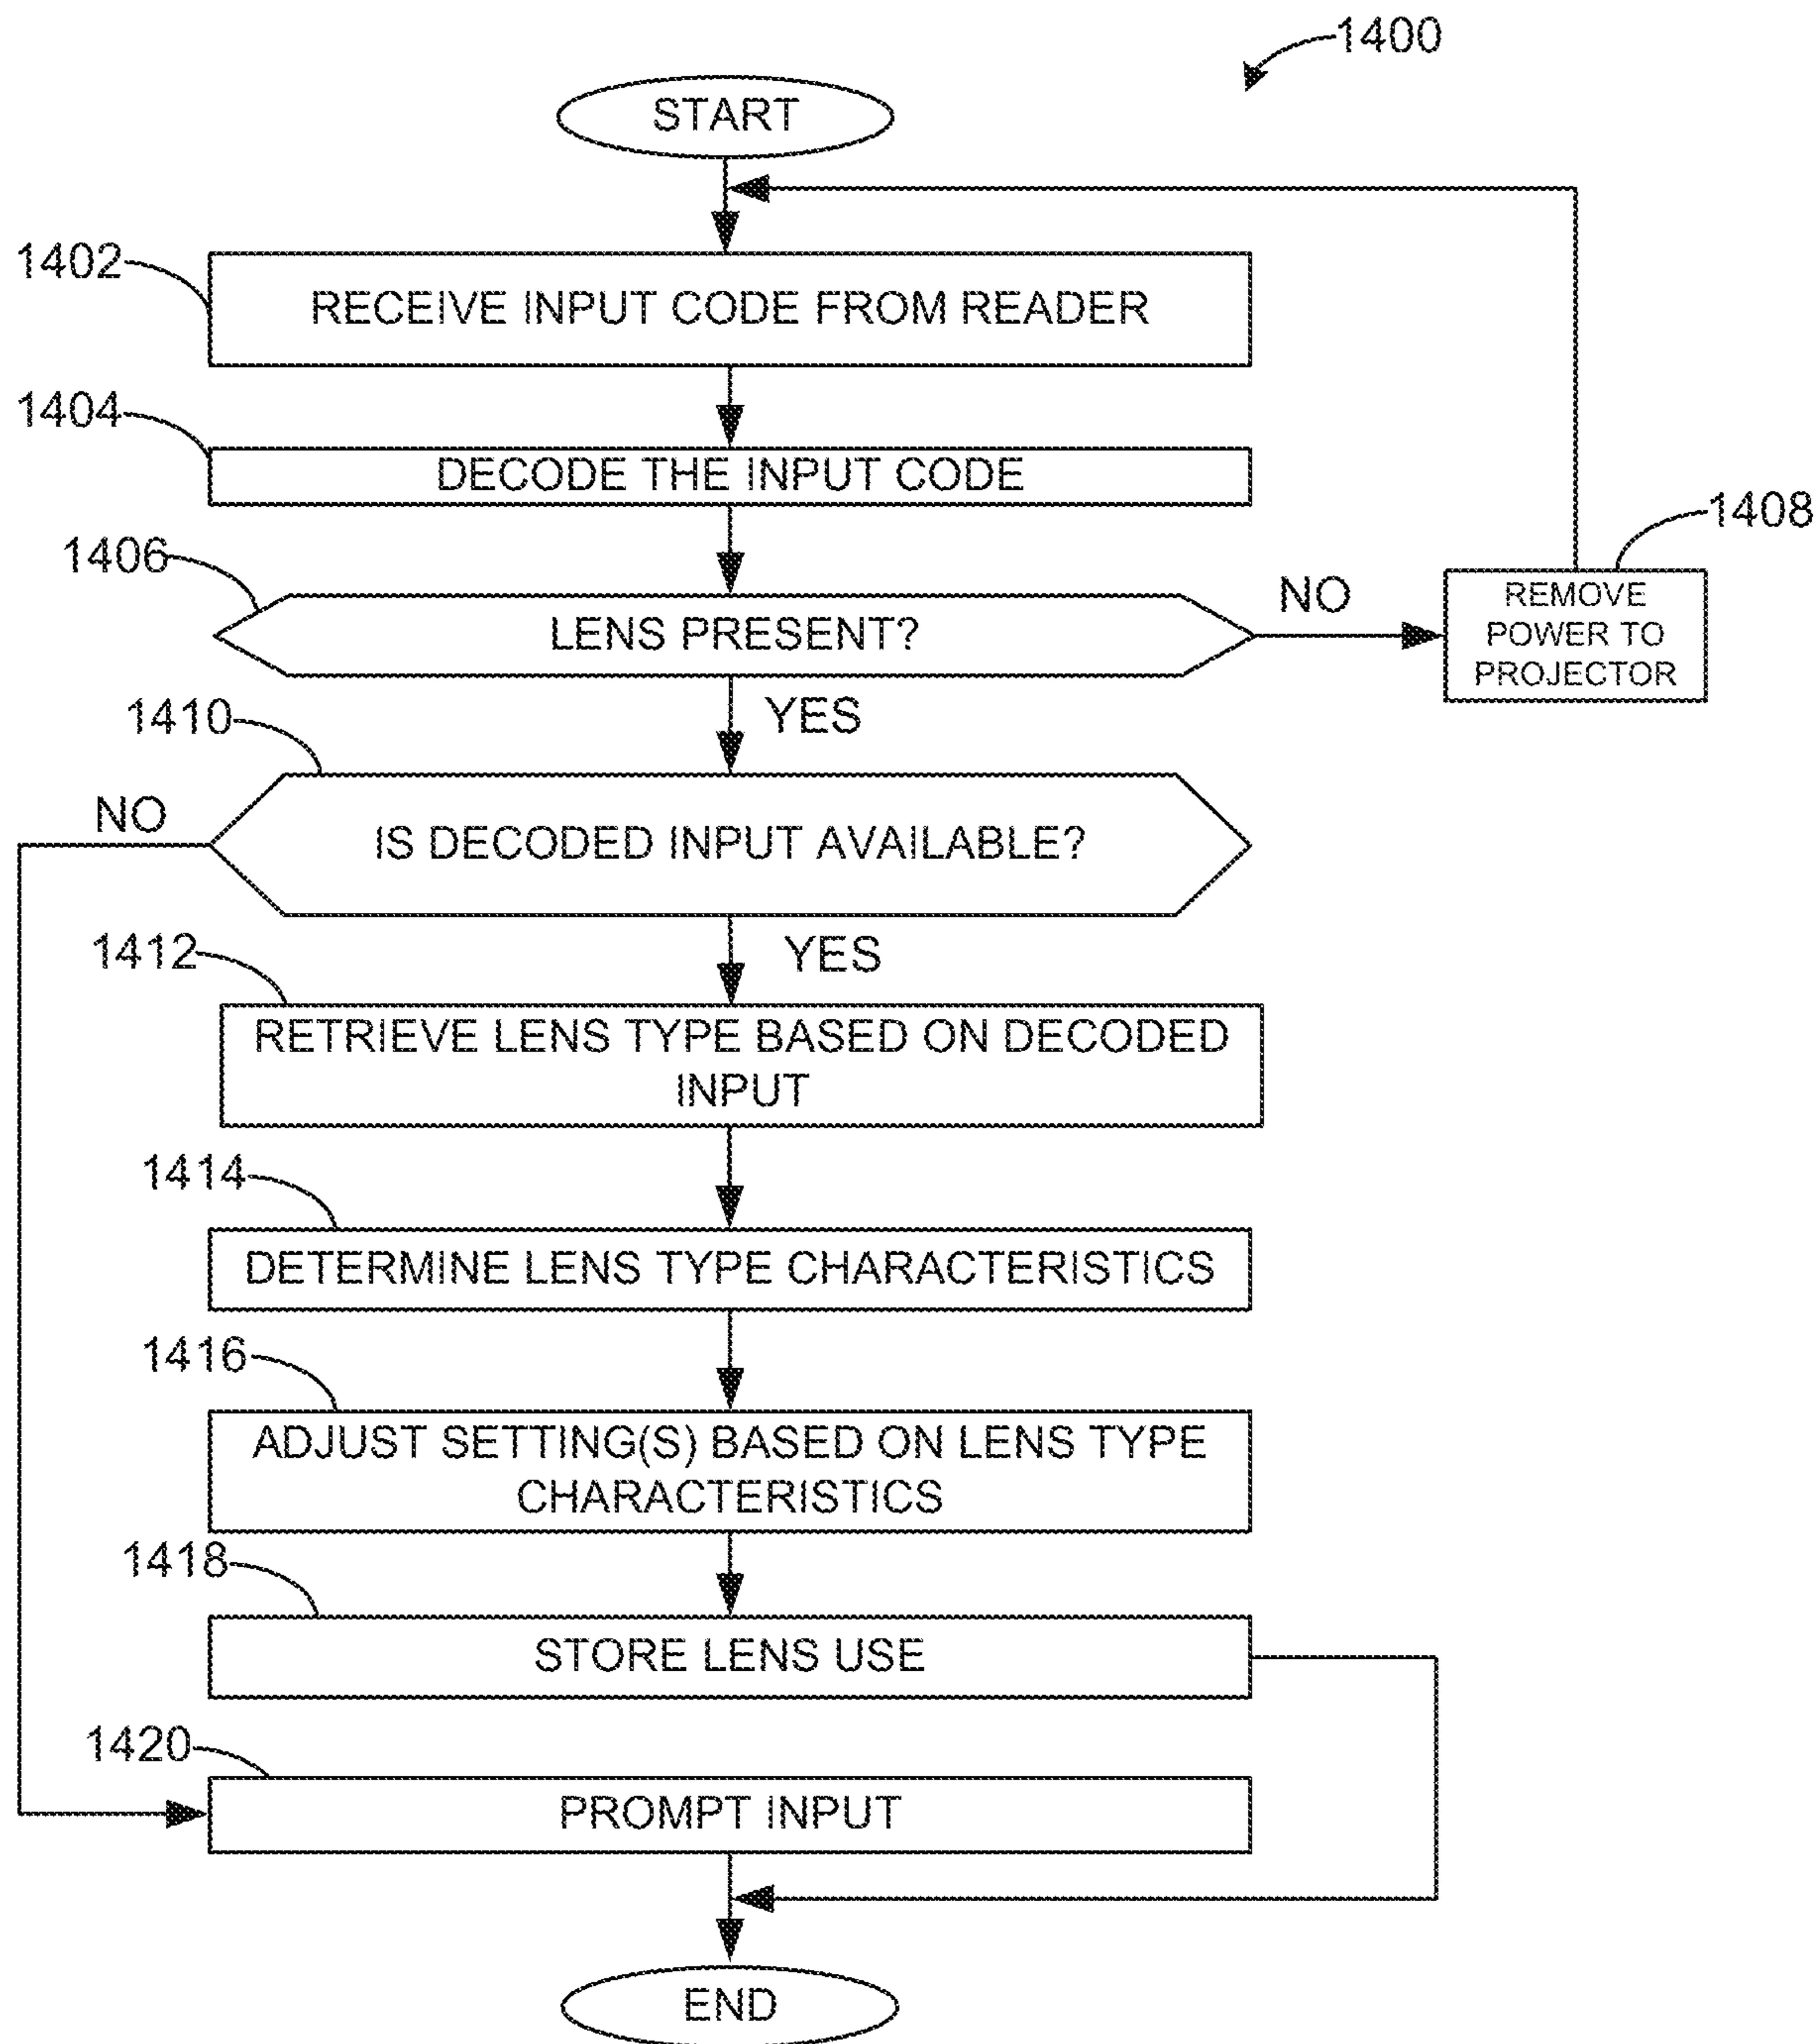 1400
START
1402
RECEIVE INPUT CODE FROM READER
1404
DECODE THE INPUT CODE
1406
LENS PRESENT?
NO
1408
REMOVE
POWER TO
PROJECTOR
YES
1410
NO
IS DECODED INPUT AVAILABLE?
YES
1412
RETRIEVE LENS TYPE BASED ON DECODED
INPUT
1414
DETERMINE LENS TYPE CHARACTERISTICS
1416
ADJUST SETTING(S) BASED ON LENS TYPE
CHARACTERISTICS
1418
STORE LENS USE
1420
PROMPT INPUT
END